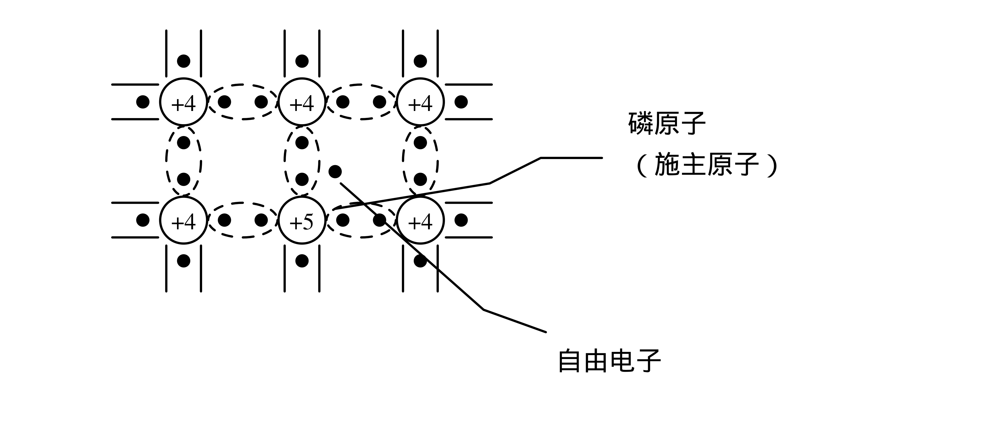 +4 +4 +4
磷原子
（施主原子）
+4 +5 +4
自由电子